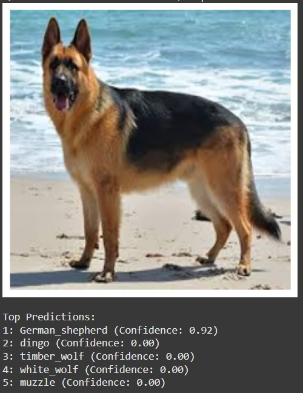 Top Predictions:
1: German_shepherd (Confidence: 0.92)
2: dingo (Confidence: 0.00)
3: timber_wolf (Confidence: 0.00)
4: white_wolf (Confidence: 0.00)
5: muzzle (Confidence: 0.00)